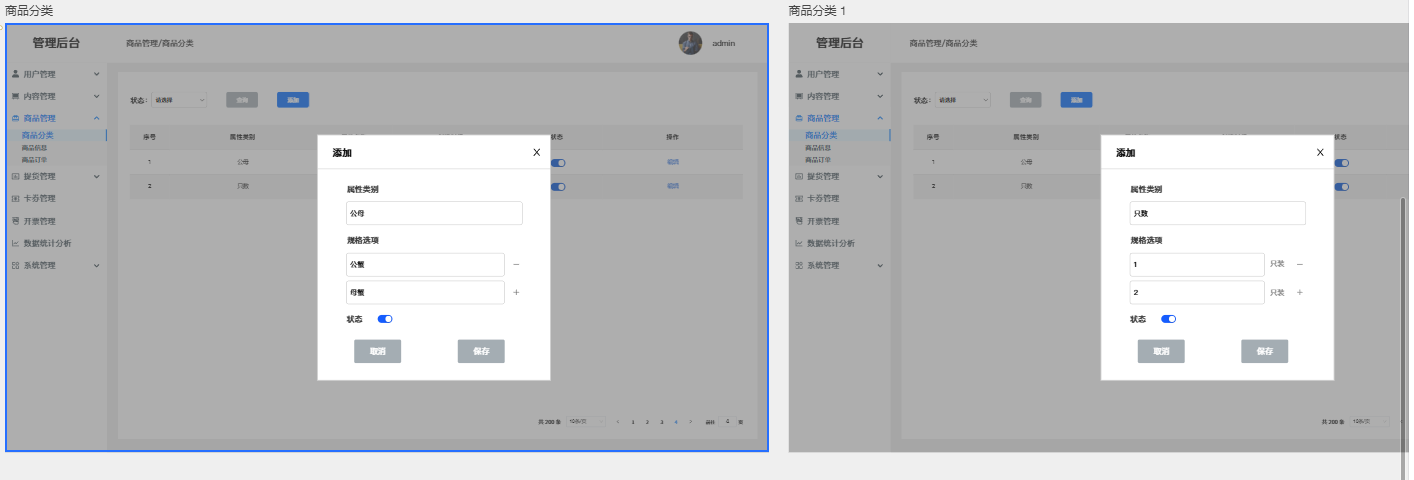 商品分类
管理后台
商品管理/商品分类
admin
用户管理
内容管理
商品管理
商品分类
商品信息
商品订单
提货管理
卡券管理
开票管理
数据统计分析
系统管理
状态: 请选择 查询 添加
序号 属性类别 状态 操作
1 公母 编辑
2 只数 编辑
添加 X
属性类别
公母
规格选项
公蟹 −
母蟹 +
状态
取消 保存
共 200 条 10条/页 < 1 2 3 4 > 前往 页
商品分类 1
管理后台
商品管理/商品分类
用户管理
内容管理
商品管理
商品分类
商品信息
商品订单
提货管理
卡券管理
开票管理
数据统计分析
系统管理
状态: 请选择 查询 添加
序号 属性类别 状态
1 公母
2 只数
添加 X
属性类别
只数
规格选项
1 只装 −
2 只装 +
状态
取消 保存
共 200 条 10条/页